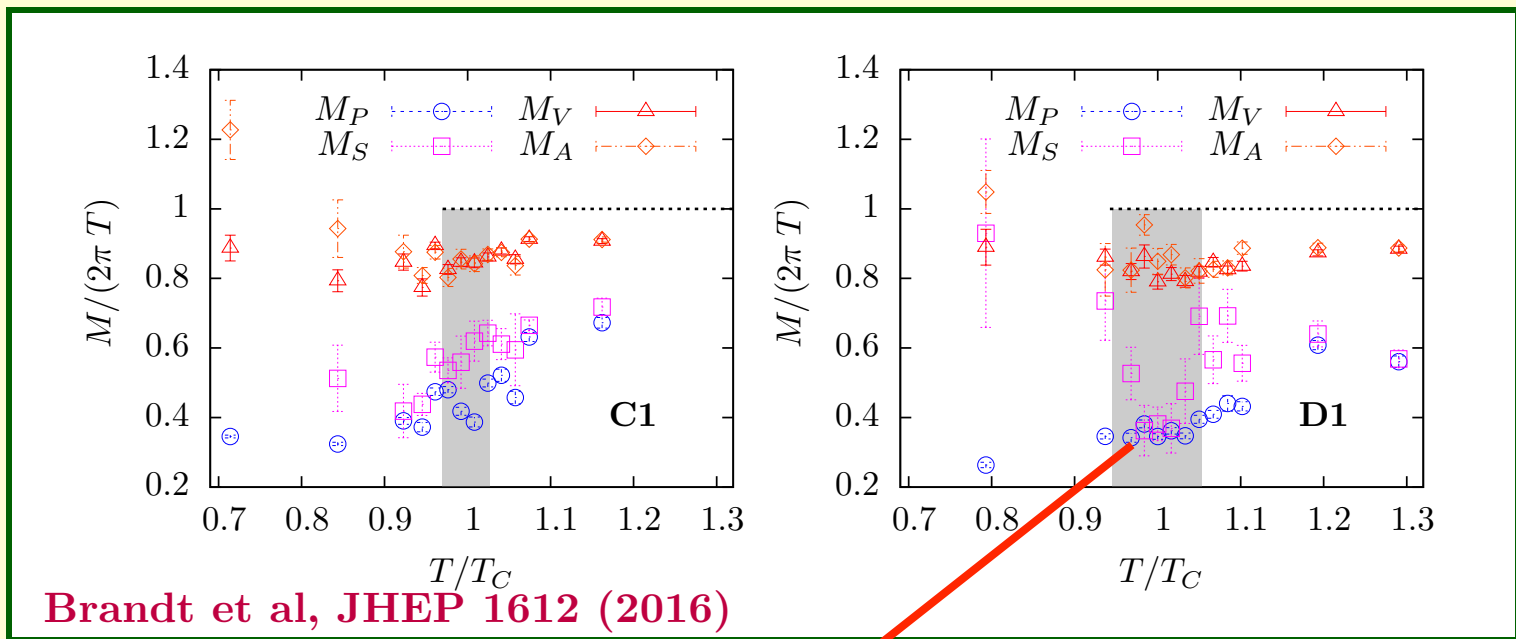 1.4
1.2
1
0.8
0.6
0.4
0.2
M/(2π T)
M_P M_V
M_S M_A
C1
0.7 0.8 0.9 1 1.1 1.2 1.3
T/T_C
1.4
1.2
1
0.8
0.6
0.4
0.2
M/(2π T)
M_P M_V
M_S M_A
D1
0.7 0.8 0.9 1 1.1 1.2 1.3
T/T_C
Brandt et al, JHEP 1612 (2016)